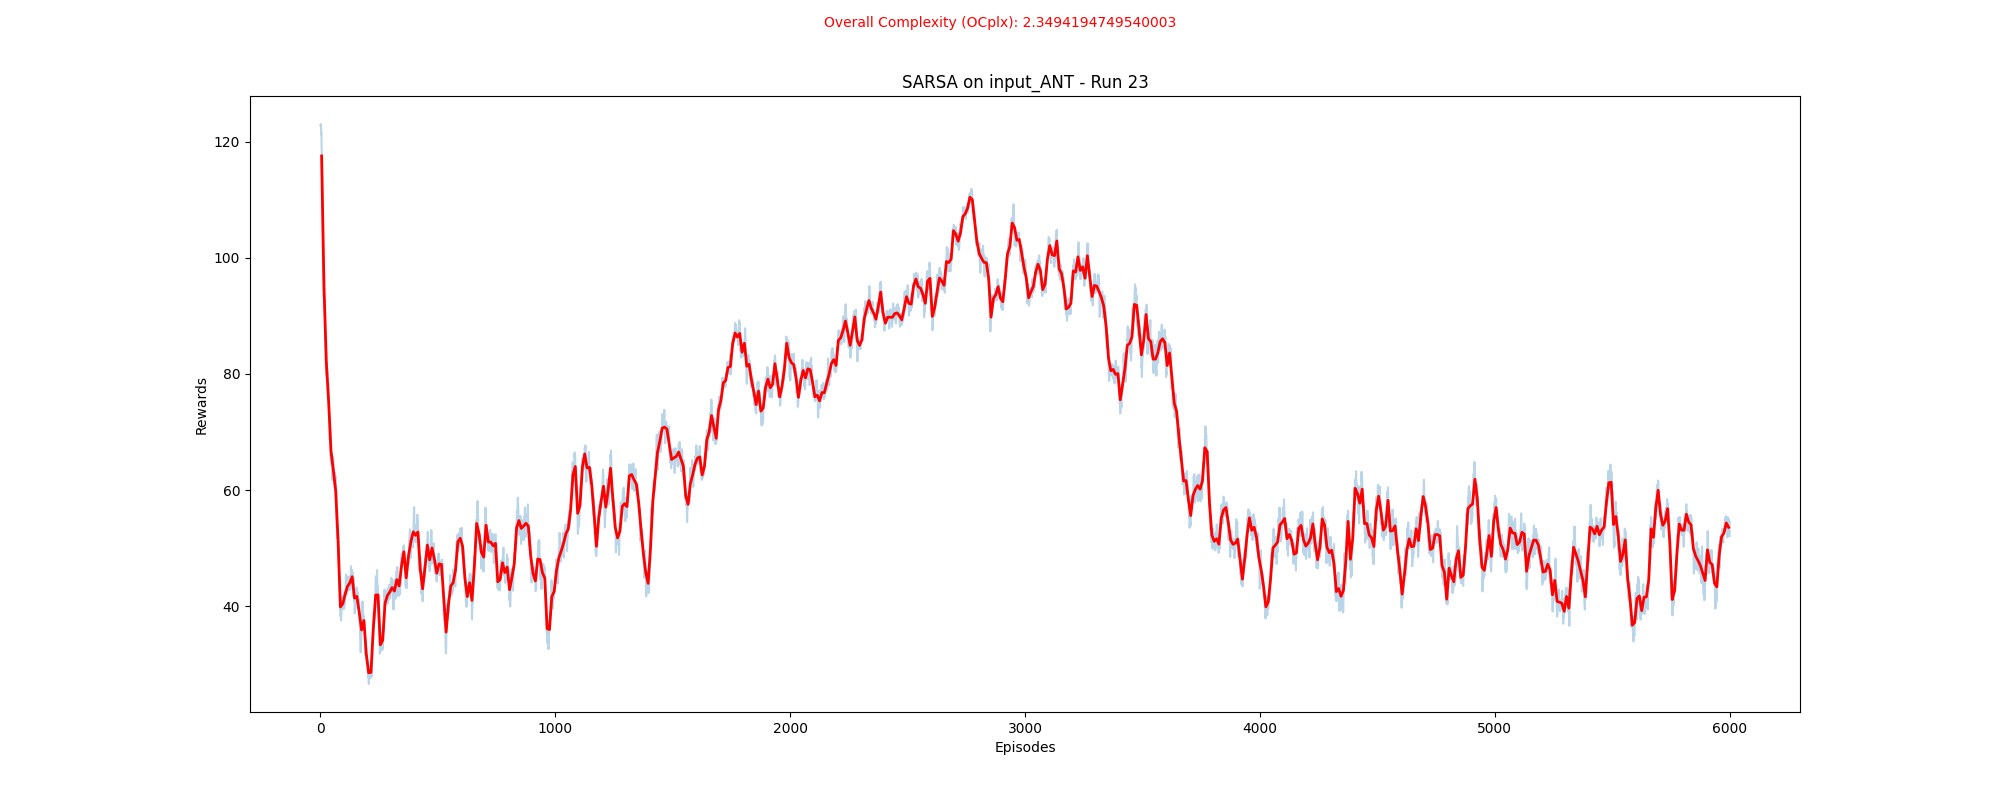 Overall Complexity (OCplx): 2.3494194749540003
SARSA on input_ANT - Run 23
Rewards
120
100
80
60
40
0 1000 2000 3000 4000 5000 6000
Episodes